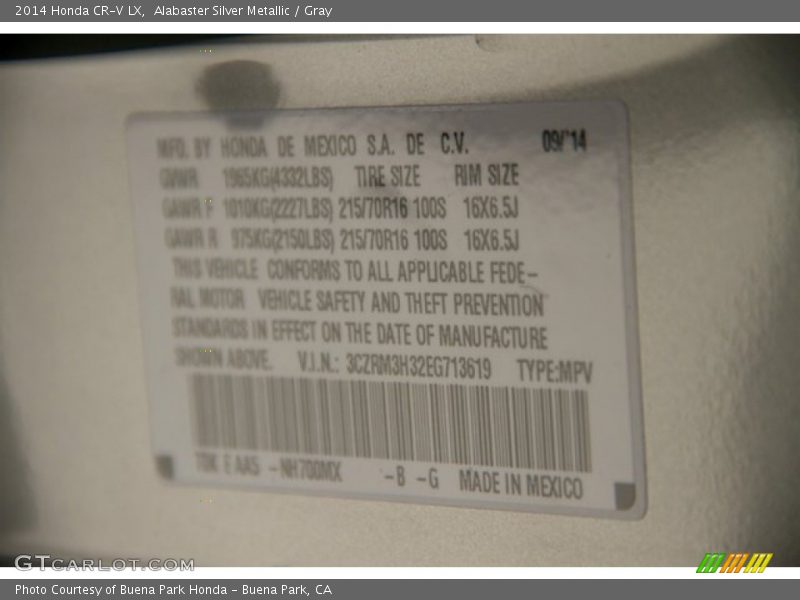 2014 Honda CR-V LX, Alabaster Silver Metallic / Gray
MFD. BY HONDA DE MEXICO S.A. DE C.V. 09/'14
GVWR 1965KG(4332LBS) TIRE SIZE RIM SIZE
GAWR F 1010KG(2227LBS) 215/70R16 100S 16X6.5J
GAWR R 975KG(2150LBS) 215/70R16 100S 16X6.5J
THIS VEHICLE CONFORMS TO ALL APPLICABLE FEDE-
RAL MOTOR VEHICLE SAFETY AND THEFT PREVENTION
STANDARDS IN EFFECT ON THE DATE OF MANUFACTURE
SHOWN ABOVE. V.I.N.: 3CZRM3H32EG713619 TYPE:MPV
E AAS -NH700MX -B -G MADE IN MEXICO
GTCARLOT.COM
Photo Courtesy of Buena Park Honda - Buena Park, CA